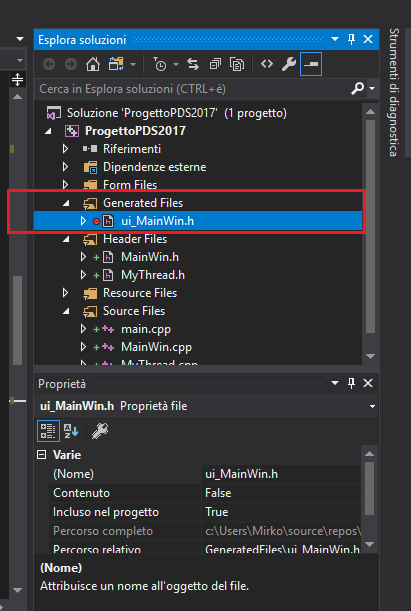 Esplora soluzioni
Strumenti di diagnostica
Cerca in Esplora soluzioni (CTRL+è)
Soluzione 'ProgettoPDS2017' (1 progetto)
ProgettoPDS2017
Riferimenti
Dipendenze esterne
Form Files
Generated Files
ui_MainWin.h
Header Files
MainWin.h
MyThread.h
Resource Files
Source Files
main.cpp
MainWin.cpp
MyThread.cpp
Proprietà
ui_MainWin.h Proprietà file
Varie
(Nome) ui_MainWin.h
Contenuto False
Incluso nel progetto True
Percorso completo c:\Users\Mirko\source\repos\
Percorso relativo GeneratedFiles\ui_MainWin.h
(Nome)
Attribuisce un nome all'oggetto del file.